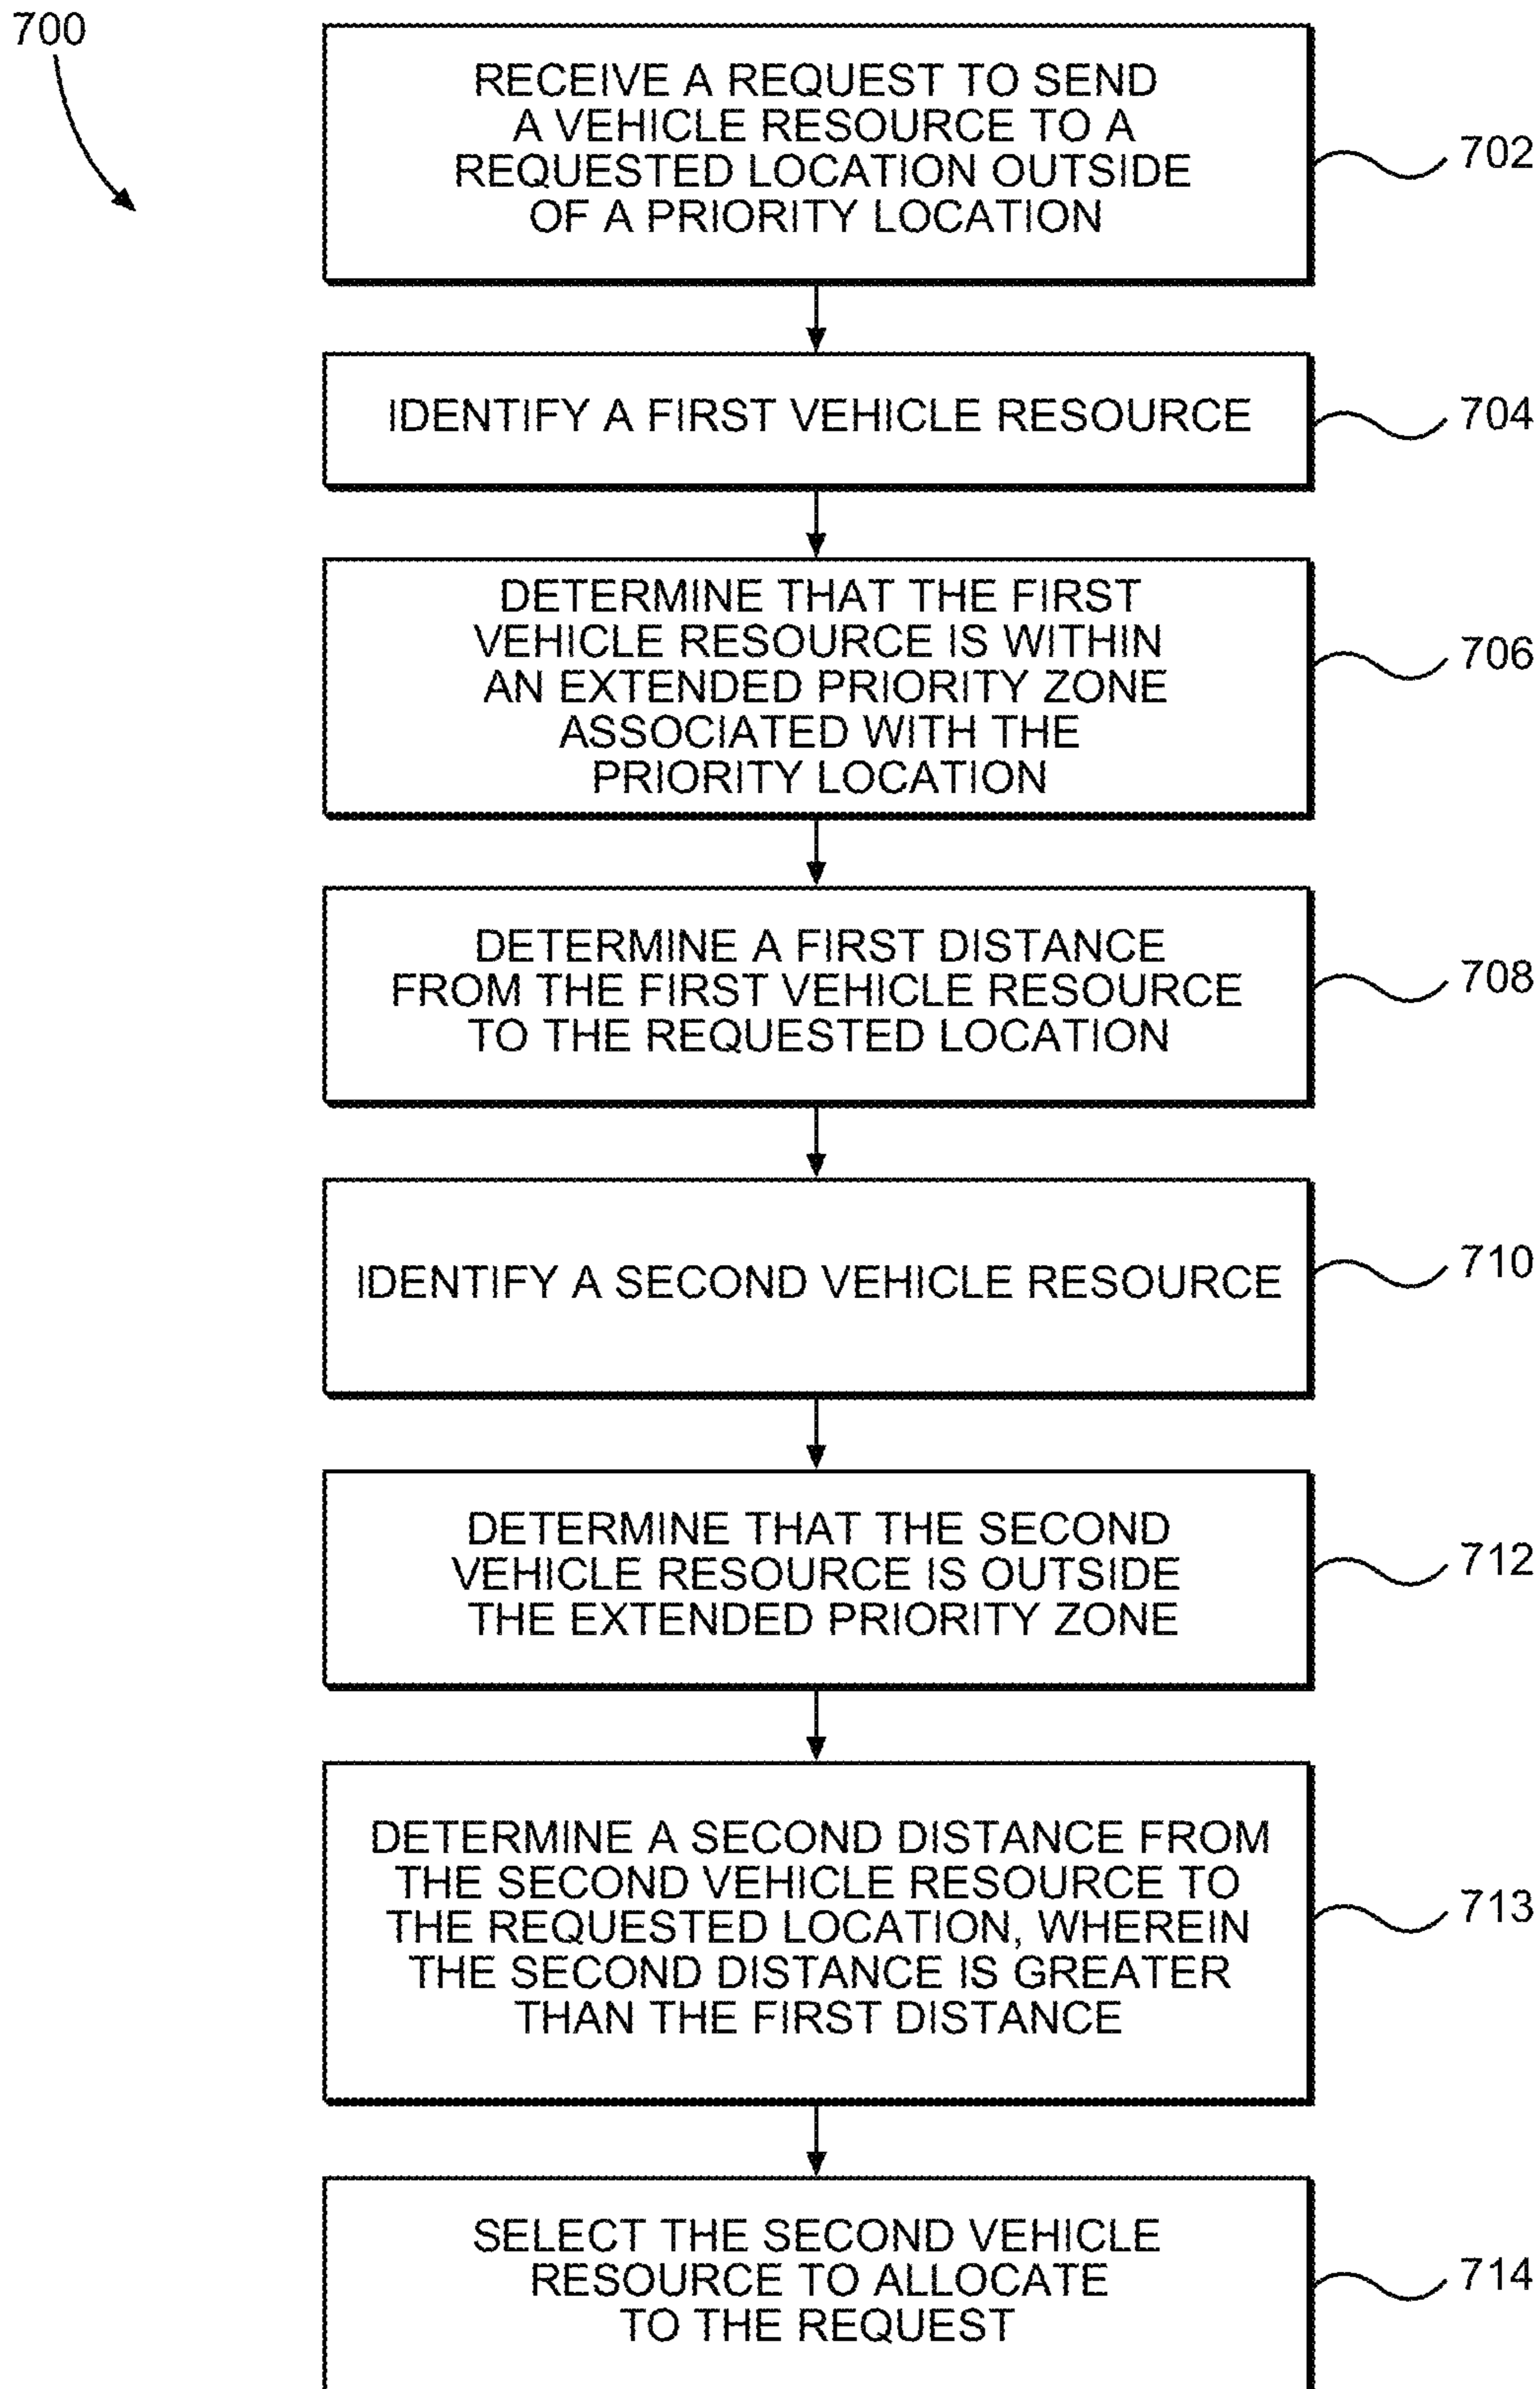 700
RECEIVE A REQUEST TO SEND
A VEHICLE RESOURCE TO A
REQUESTED LOCATION OUTSIDE
OF A PRIORITY LOCATION
702
IDENTIFY A FIRST VEHICLE RESOURCE
704
DETERMINE THAT THE FIRST
VEHICLE RESOURCE IS WITHIN
AN EXTENDED PRIORITY ZONE
ASSOCIATED WITH THE
PRIORITY LOCATION
706
DETERMINE A FIRST DISTANCE
FROM THE FIRST VEHICLE RESOURCE
TO THE REQUESTED LOCATION
708
IDENTIFY A SECOND VEHICLE RESOURCE
710
DETERMINE THAT THE SECOND
VEHICLE RESOURCE IS OUTSIDE
THE EXTENDED PRIORITY ZONE
712
DETERMINE A SECOND DISTANCE FROM
THE SECOND VEHICLE RESOURCE TO
THE REQUESTED LOCATION, WHEREIN
THE SECOND DISTANCE IS GREATER
THAN THE FIRST DISTANCE
713
SELECT THE SECOND VEHICLE
RESOURCE TO ALLOCATE
TO THE REQUEST
714